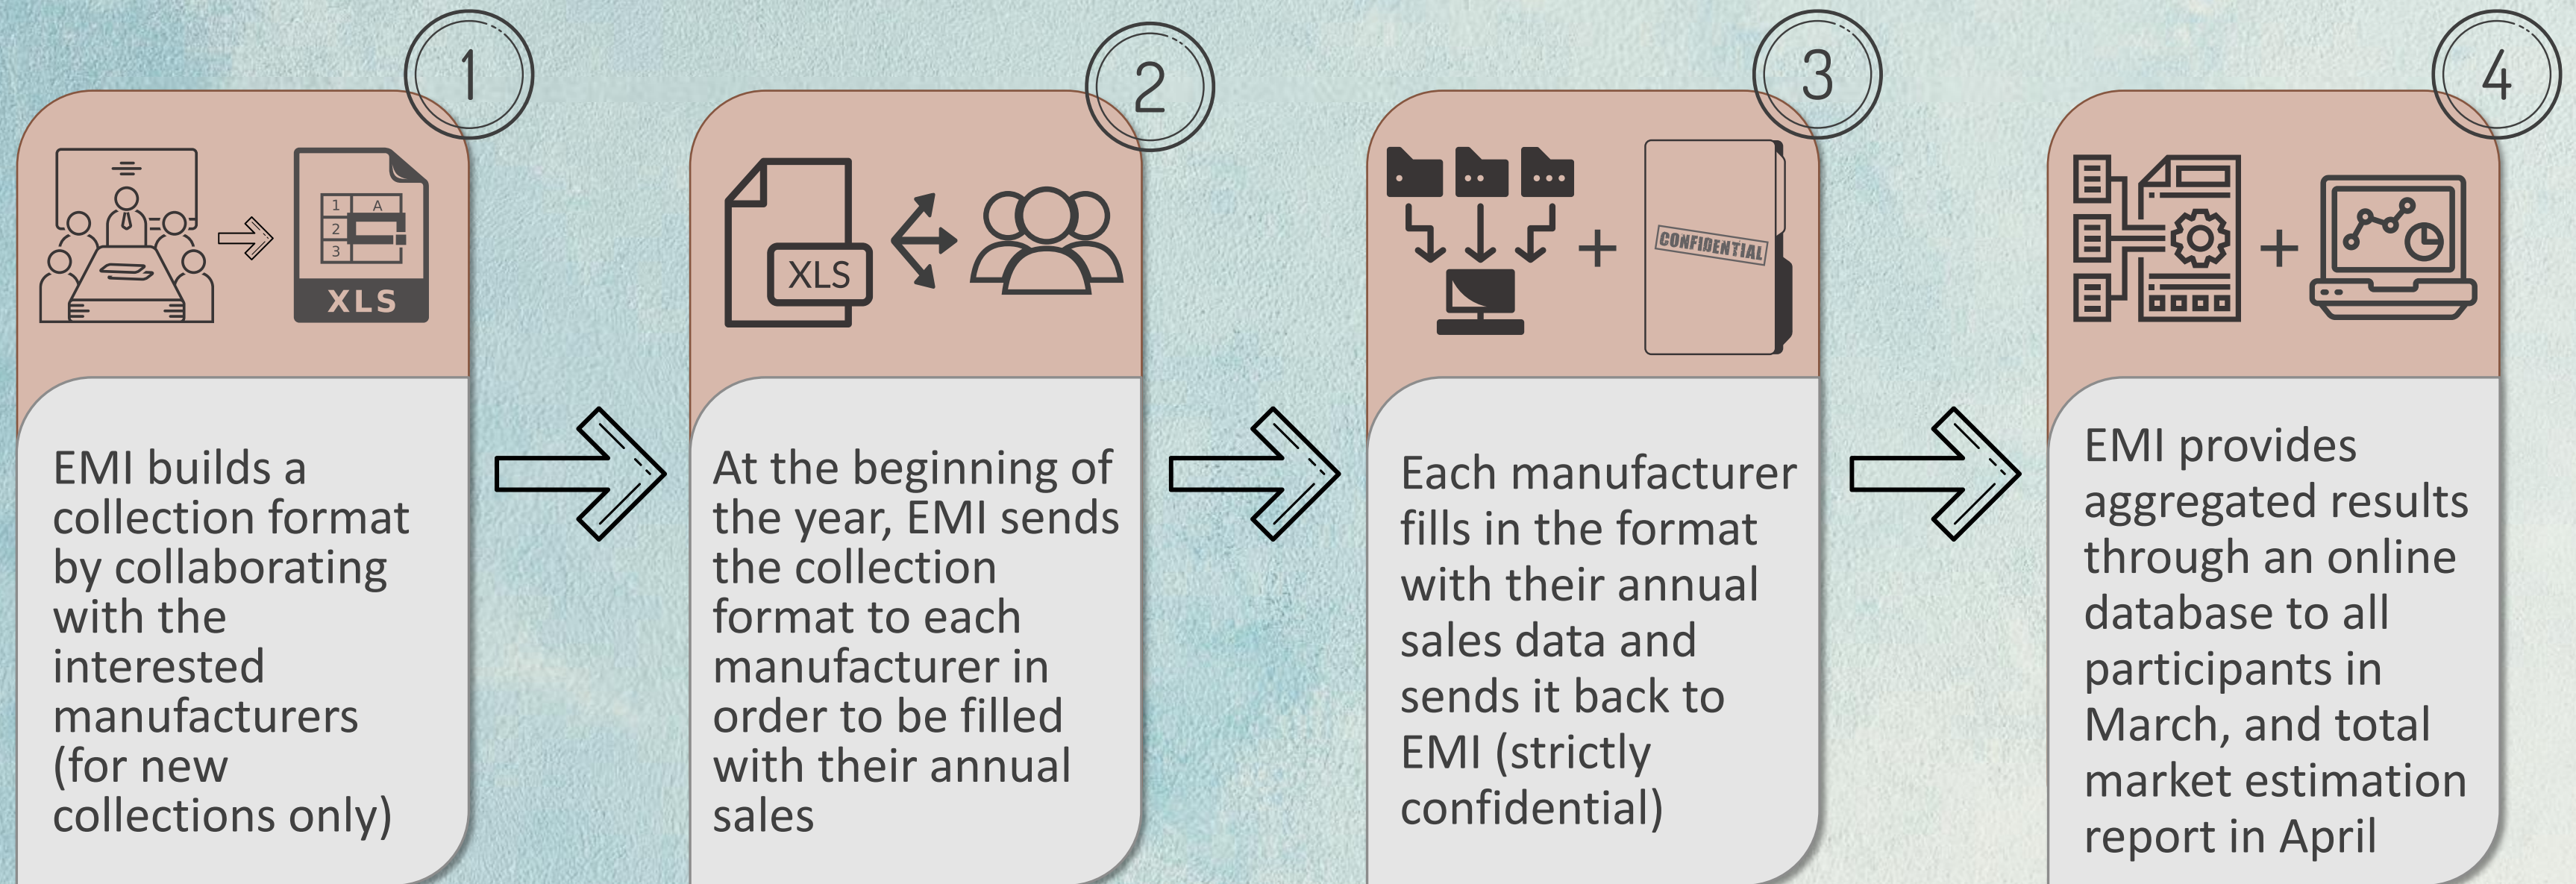 1
1 A
2
3
XLS
EMI builds a
collection format
by collaborating
with the
interested
manufacturers
(for new
collections only)
2
XLS
At the beginning of
the year, EMI sends
the collection
format to each
manufacturer in
order to be filled
with their annual
sales
3
CONFIDENTIAL
Each manufacturer
fills in the format
with their annual
sales data and
sends it back to
EMI (strictly
confidential)
4
EMI provides
aggregated results
through an online
database to all
participants in
March, and total
market estimation
report in April